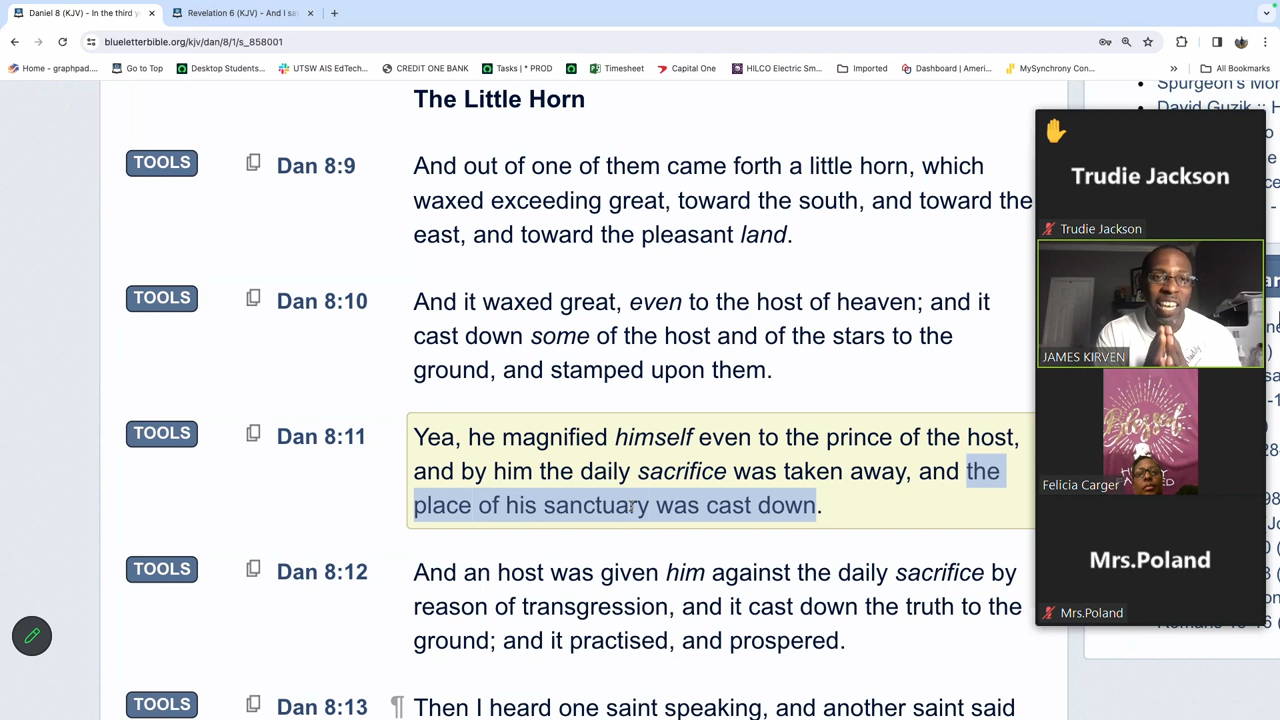 Daniel 8 (KJV) - In the third y
Revelation 6 (KJV) - And I sa
blueletterbible.org/kjv/dan/8/1/s_858001
Home - graphpad.... Go to Top Desktop Students... UTSW AIS EdTech... CREDIT ONE BANK Tasks | * PROD Timesheet Capital One HILCO Electric Sm... Imported Dashboard | Ameri... MySynchrony Con... » All Bookmarks
The Little Horn
TOOLS Dan 8:9 And out of one of them came forth a little horn, which
waxed exceeding great, toward the south, and toward the
east, and toward the pleasant land.
TOOLS Dan 8:10 And it waxed great, even to the host of heaven; and it
cast down some of the host and of the stars to the
ground, and stamped upon them.
TOOLS Dan 8:11 Yea, he magnified himself even to the prince of the host,
and by him the daily sacrifice was taken away, and the
place of his sanctuary was cast down.
TOOLS Dan 8:12 And an host was given him against the daily sacrifice by
reason of transgression, and it cast down the truth to the
ground; and it practised, and prospered.
TOOLS Dan 8:13 ¶ Then I heard one saint speaking, and another saint said
Spurgeon's Mor
David Guzik :: H
Trudie Jackson
Trudie Jackson
JAMES KIRVEN
Blessed
Felicia Carger
Mrs.Poland
Mrs.Poland